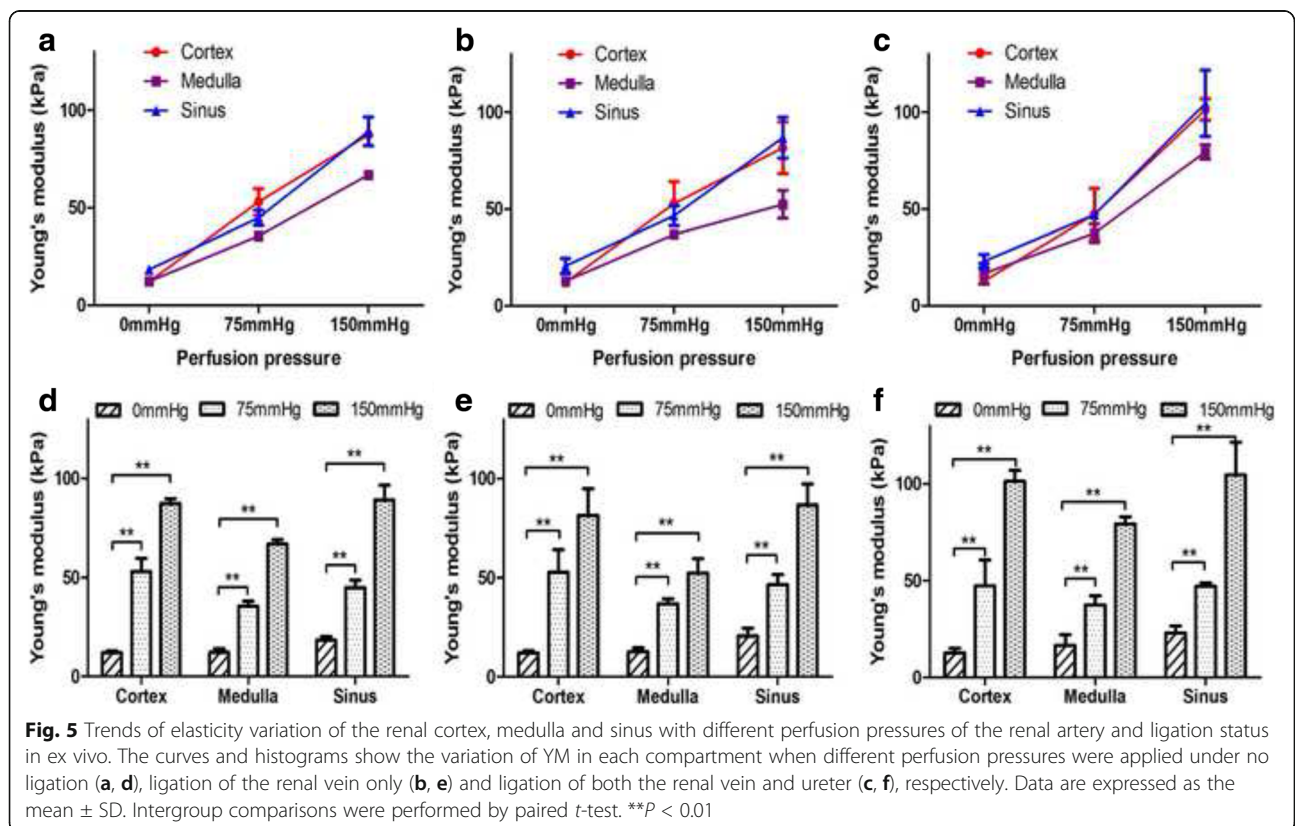 a
Cortex
Medulla
Sinus
100
50
0
Young's modulus (kPa)
0mmHg 75mmHg 150mmHg
Perfusion pressure
b
Cortex
Medulla
Sinus
100
50
0
Young's modulus (kPa)
0mmHg 75mmHg 150mmHg
Perfusion pressure
c
Cortex
Medulla
Sinus
100
50
0
Young's modulus (kPa)
0mmHg 75mmHg 150mmHg
Perfusion pressure
d
0mmHg 75mmHg 150mmHg
100
50
0
Young's modulus (kPa)
** ** **
** ** **
Cortex Medulla Sinus
e
0mmHg 75mmHg 150mmHg
100
50
0
Young's modulus (kPa)
** ** **
** ** **
Cortex Medulla Sinus
f
0mmHg 75mmHg 150mmHg
100
50
0
Young's modulus (kPa)
** ** **
** ** **
Cortex Medulla Sinus
Fig. 5 Trends of elasticity variation of the renal cortex, medulla and sinus with different perfusion pressures of the renal artery and ligation status
in ex vivo. The curves and histograms show the variation of YM in each compartment when different perfusion pressures were applied under no
ligation (a, d), ligation of the renal vein only (b, e) and ligation of both the renal vein and ureter (c, f), respectively. Data are expressed as the
mean ± SD. Intergroup comparisons were performed by paired t-test. **P < 0.01